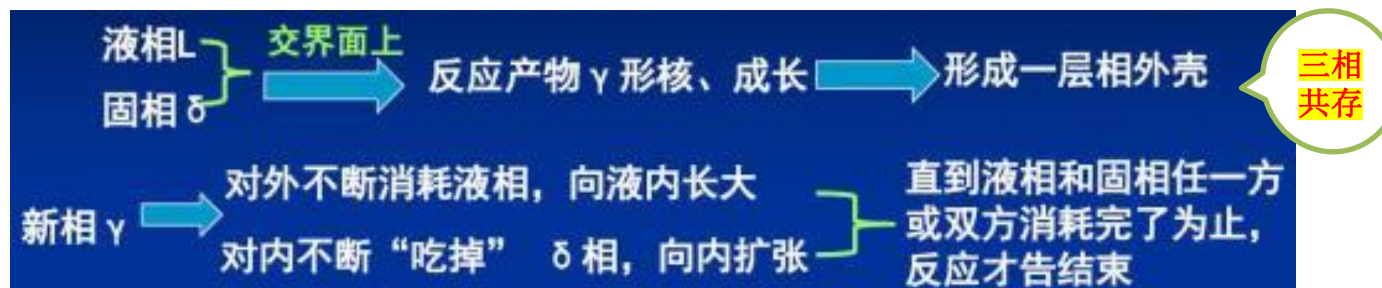 液相L
固相δ
交界面上
反应产物γ形核、成长
形成一层相外壳
三相
共存
新相γ
对外不断消耗液相，向液内长大
对内不断“吃掉” δ相，向内扩张
直到液相和固相任一方
或双方消耗完了为止，
反应才告结束